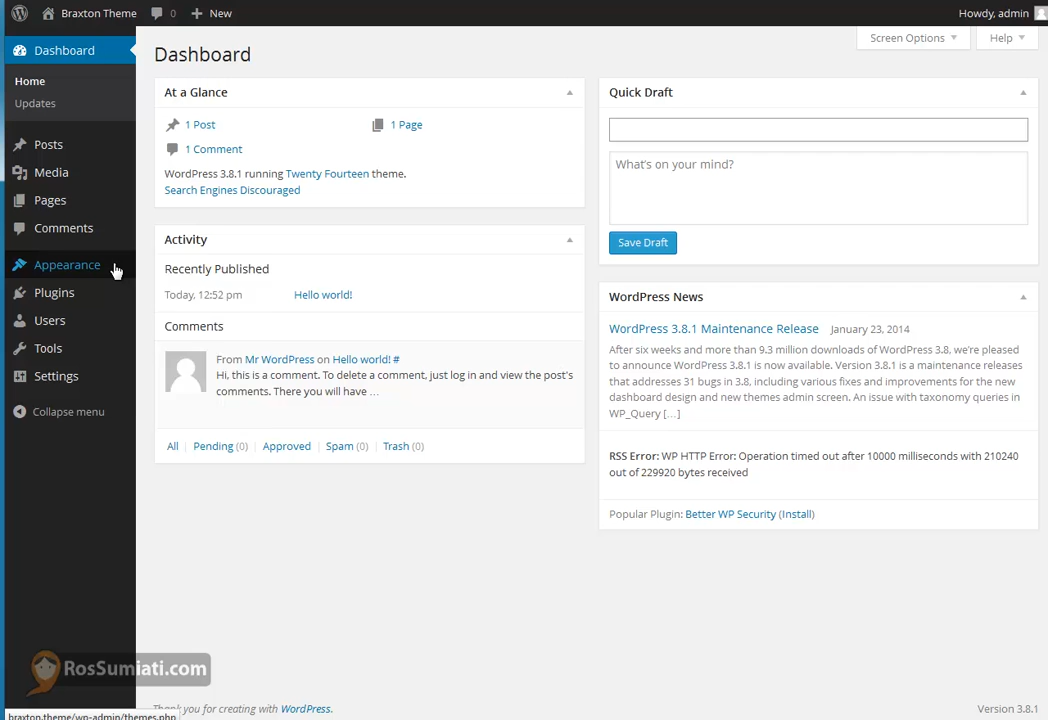 Braxton Theme 0 New Howdy, admin
Dashboard
Home
Updates
Posts
Media
Pages
Comments
Appearance
Plugins
Users
Tools
Settings
Collapse menu
Screen Options Help
Dashboard
At a Glance
1 Post 1 Page
1 Comment
WordPress 3.8.1 running Twenty Fourteen theme.
Search Engines Discouraged
Activity
Recently Published
Today, 12:52 pm Hello world!
Comments
From Mr WordPress on Hello world! #
Hi, this is a comment. To delete a comment, just log in and view the post's
comments. There you will have …
All | Pending (0) | Approved | Spam (0) | Trash (0)
Quick Draft
What's on your mind?
Save Draft
WordPress News
WordPress 3.8.1 Maintenance Release January 23, 2014
After six weeks and more than 9.3 million downloads of WordPress 3.8, we're pleased
to announce WordPress 3.8.1 is now available. Version 3.8.1 is a maintenance releases
that addresses 31 bugs in 3.8, including various fixes and improvements for the new
dashboard design and new themes admin screen. An issue with taxonomy queries in
WP_Query […]
RSS Error: WP HTTP Error: Operation timed out after 10000 milliseconds with 210240
out of 229920 bytes received
Popular Plugin: Better WP Security (Install)
RosSumiati.com
Thank you for creating with WordPress. Version 3.8.1
braxton.theme/wp-admin/themes.php